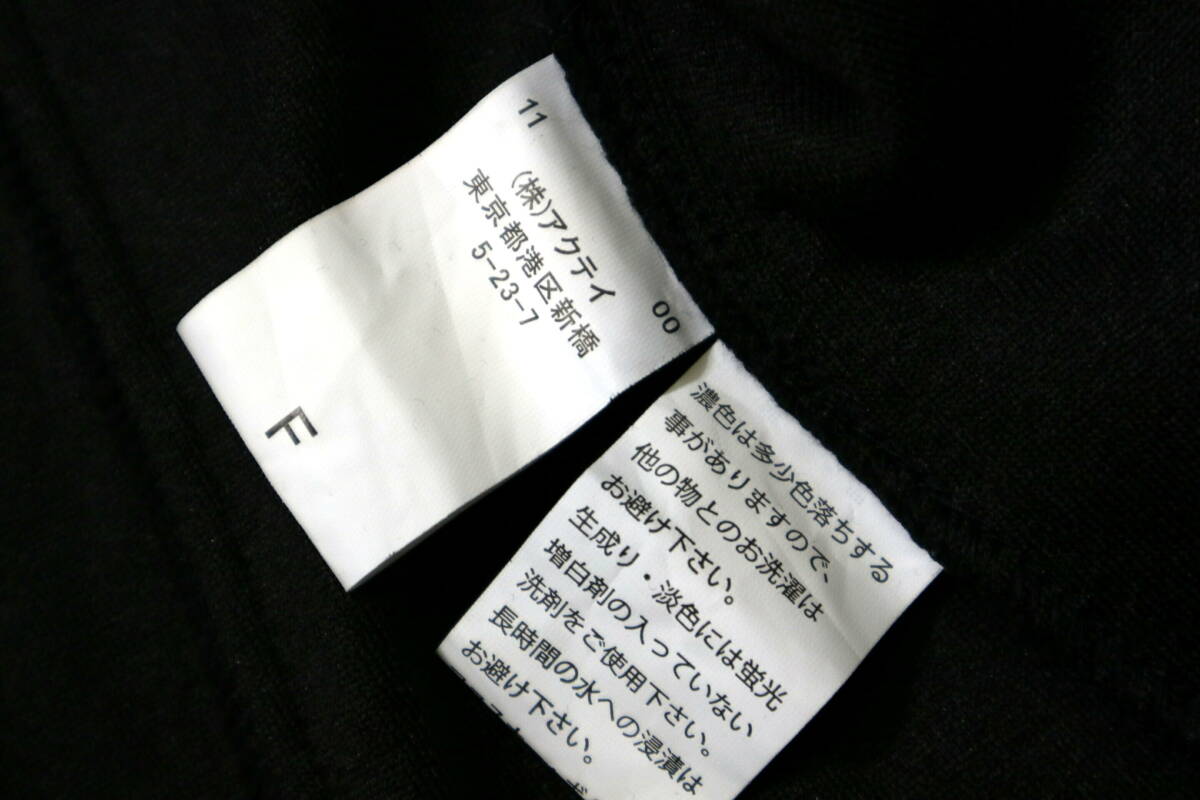 11
00
(株)アクテイ
東京都港区新橋
5-23-7
F
濃色は多少色落ちする
事がありますので、
他の物とのお洗濯は
お避け下さい。
生成り・淡色には蛍光
増白剤の入っていない
洗剤をご使用下さい。
長時間の水への浸漬は
お避け下さい。